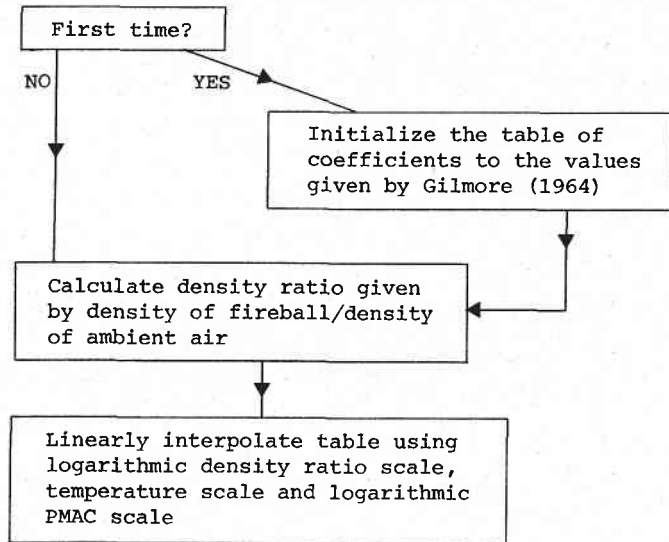 First time?
NO
YES
Initialize the table of
coefficients to the values
given by Gilmore (1964)
Calculate density ratio given
by density of fireball/density
of ambient air
Linearly interpolate table using
logarithmic density ratio scale,
temperature scale and logarithmic
PMAC scale